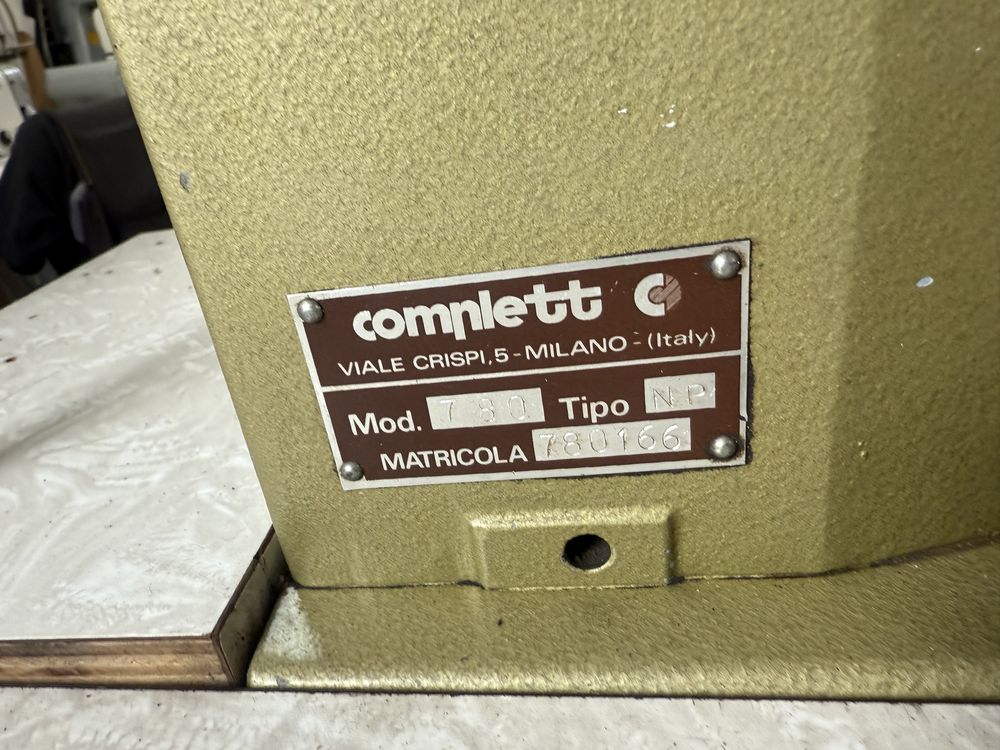 complett
VIALE CRISPI, 5 - MILANO - (Italy)
Mod. 780 Tipo NP
MATRICOLA 780166